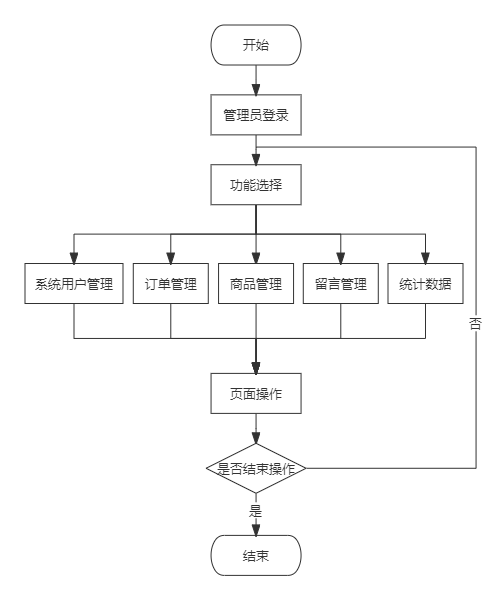 开始
管理员登录
功能选择
系统用户管理
订单管理
商品管理
留言管理
统计数据
否
页面操作
是否结束操作
是
结束